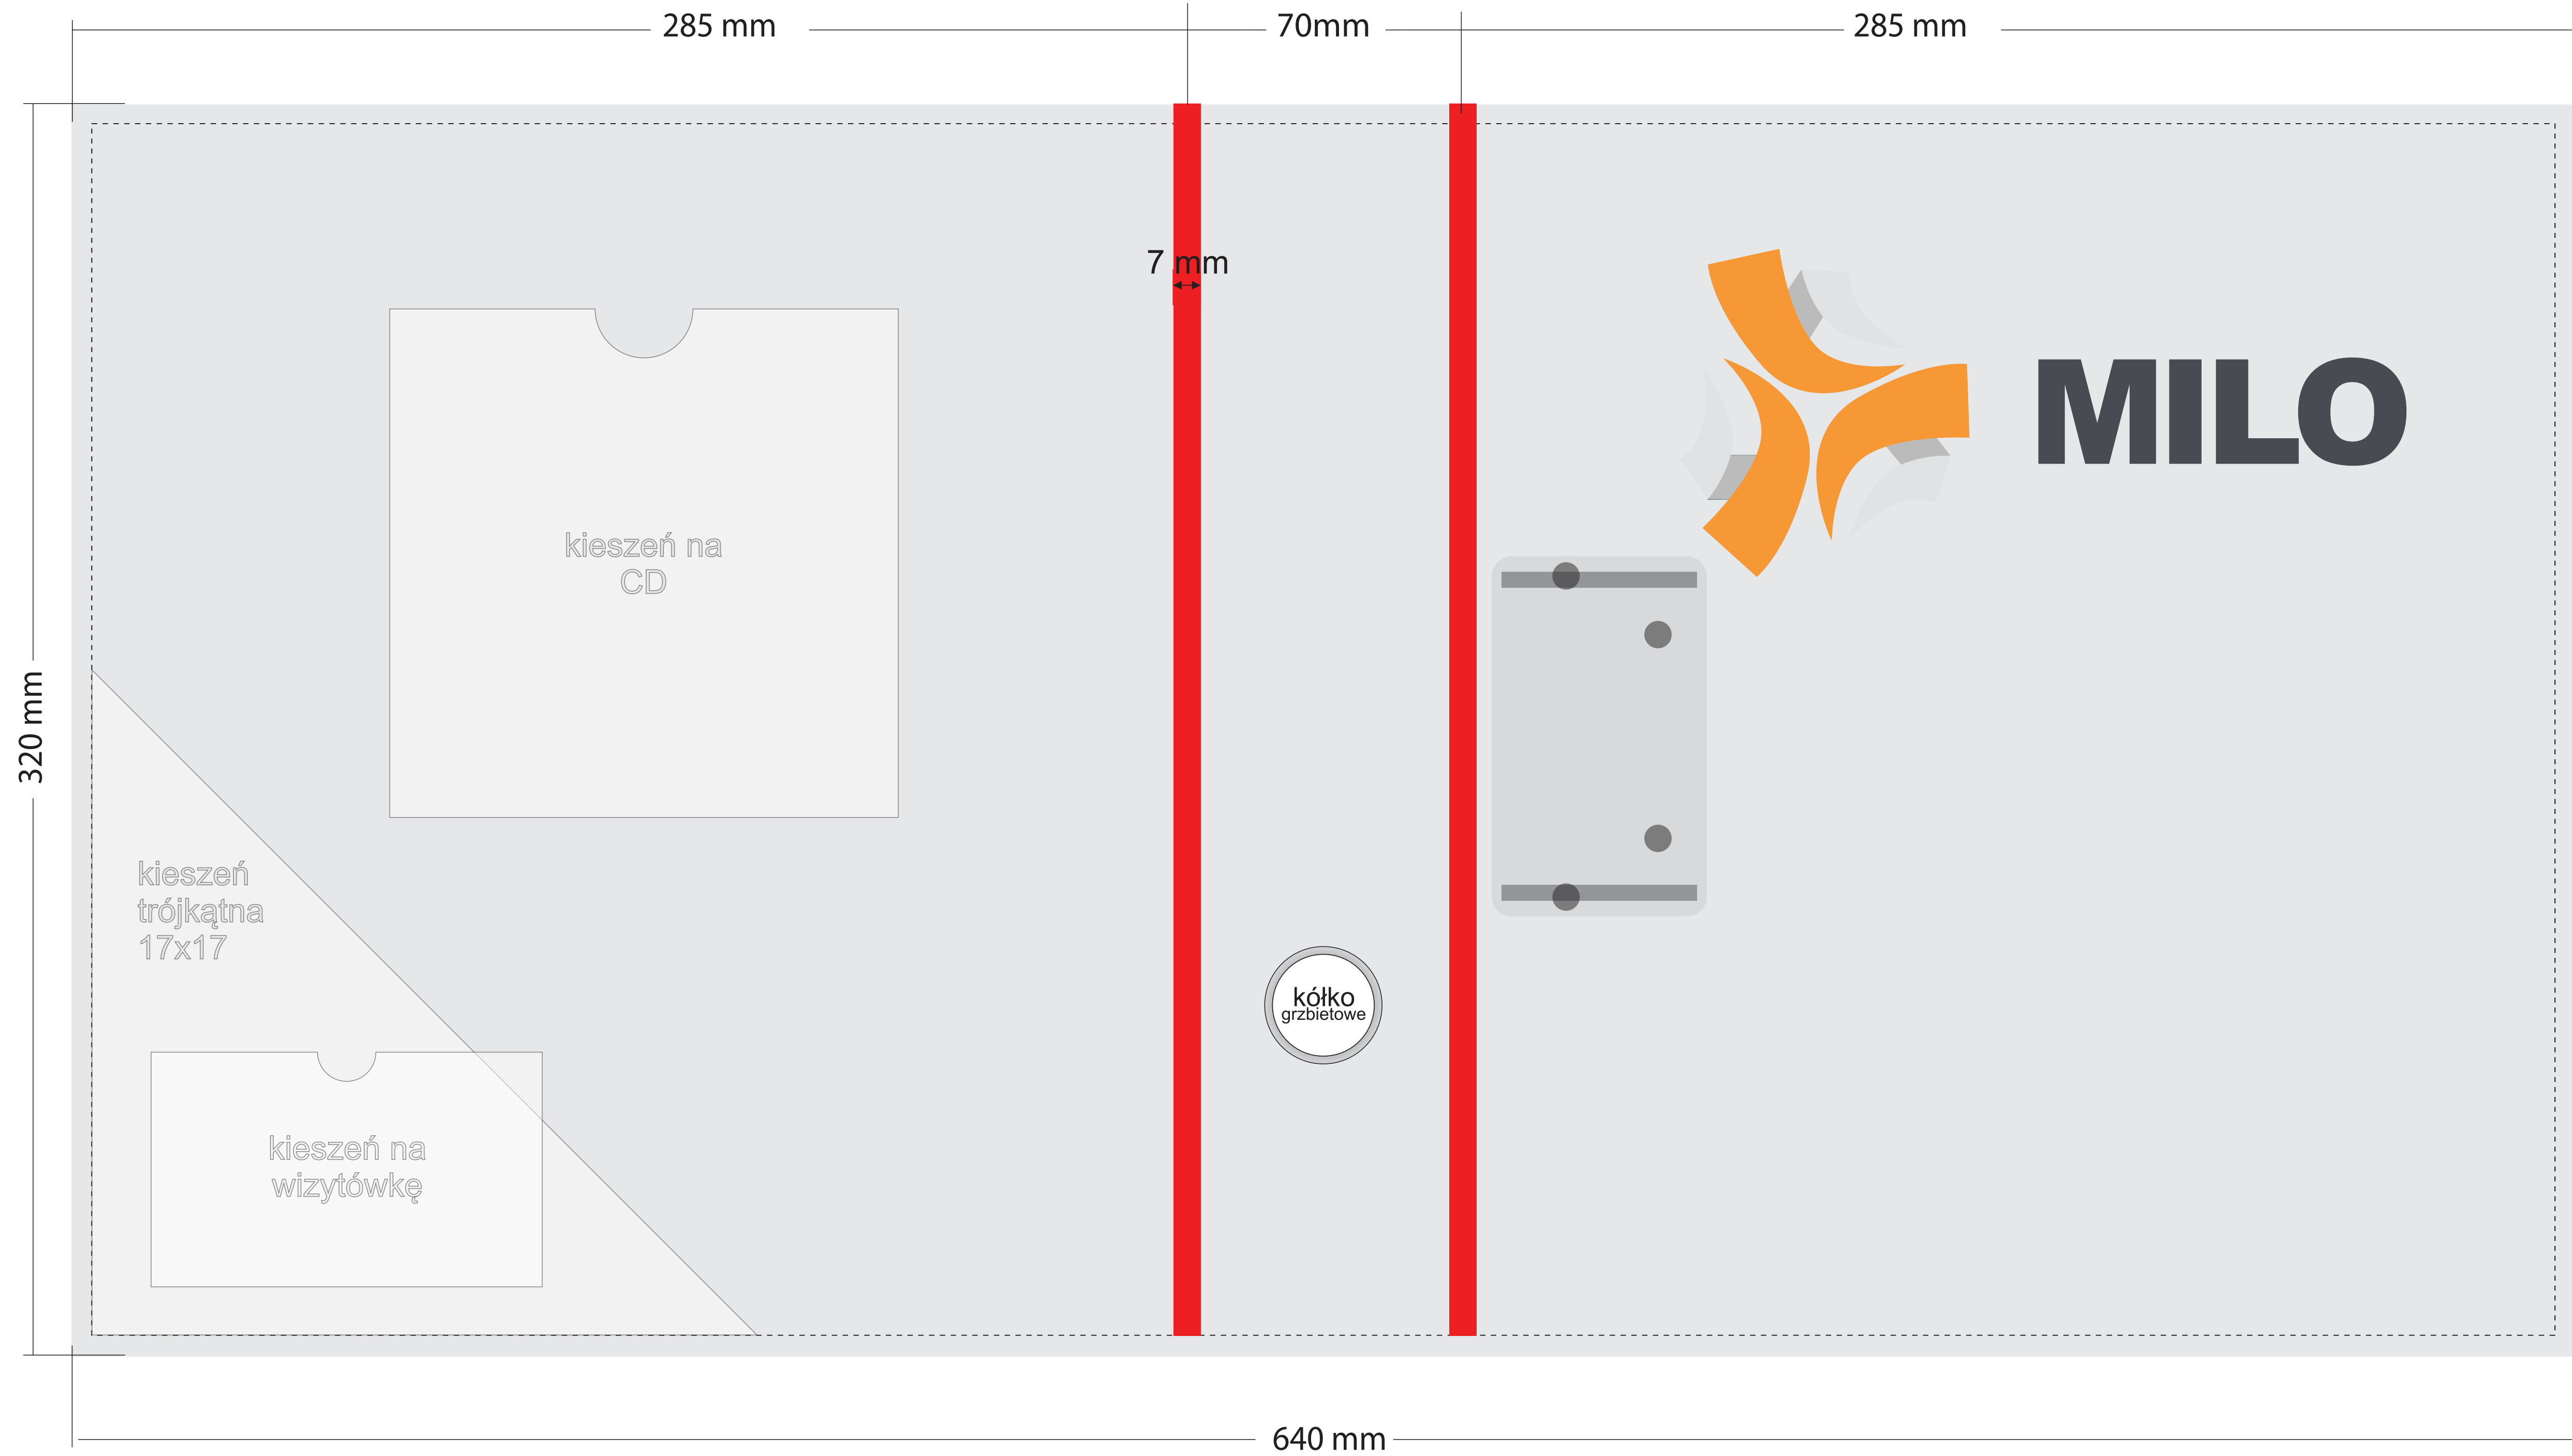 285 mm
70mm
285 mm
7 mm
MILO
kieszeń na
CD
320 mm
kieszeń
trójkątna
17x17
kółko
grzbietowe
kieszeń na
wizytówkę
640 mm